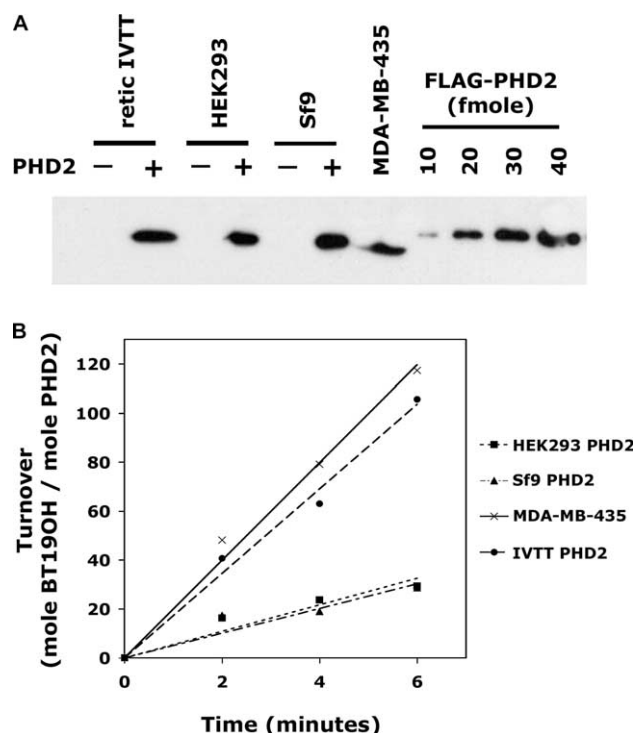 A
retic IVTT
HEK293
Sf9
MDA-MB-435
FLAG-PHD2
(fmole)
PHD2 – + – + – + 10 20 30 40
B
120
100
80
60
40
20
0
0 2 4 6
Turnover
(mole BT19OH / mole PHD2)
Time (minutes)
HEK293 PHD2
Sf9 PHD2
MDA-MB-435
IVTT PHD2